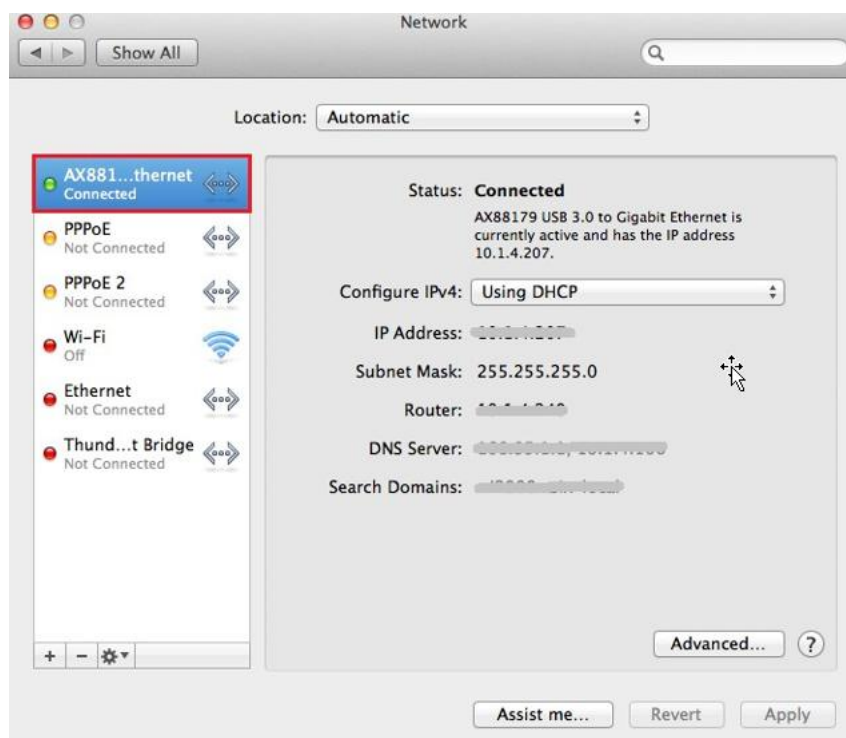 Network
Show All
Location: Automatic
AX881...thernet
Connected
PPPoE
Not Connected
PPPoE 2
Not Connected
Wi-Fi
Off
Ethernet
Not Connected
Thund...t Bridge
Not Connected
Status: Connected
AX88179 USB 3.0 to Gigabit Ethernet is
currently active and has the IP address
10.1.4.207.
Configure IPv4: Using DHCP
IP Address:
Subnet Mask: 255.255.255.0
Router:
DNS Server:
Search Domains:
Advanced... ?
+ -
Assist me... Revert Apply